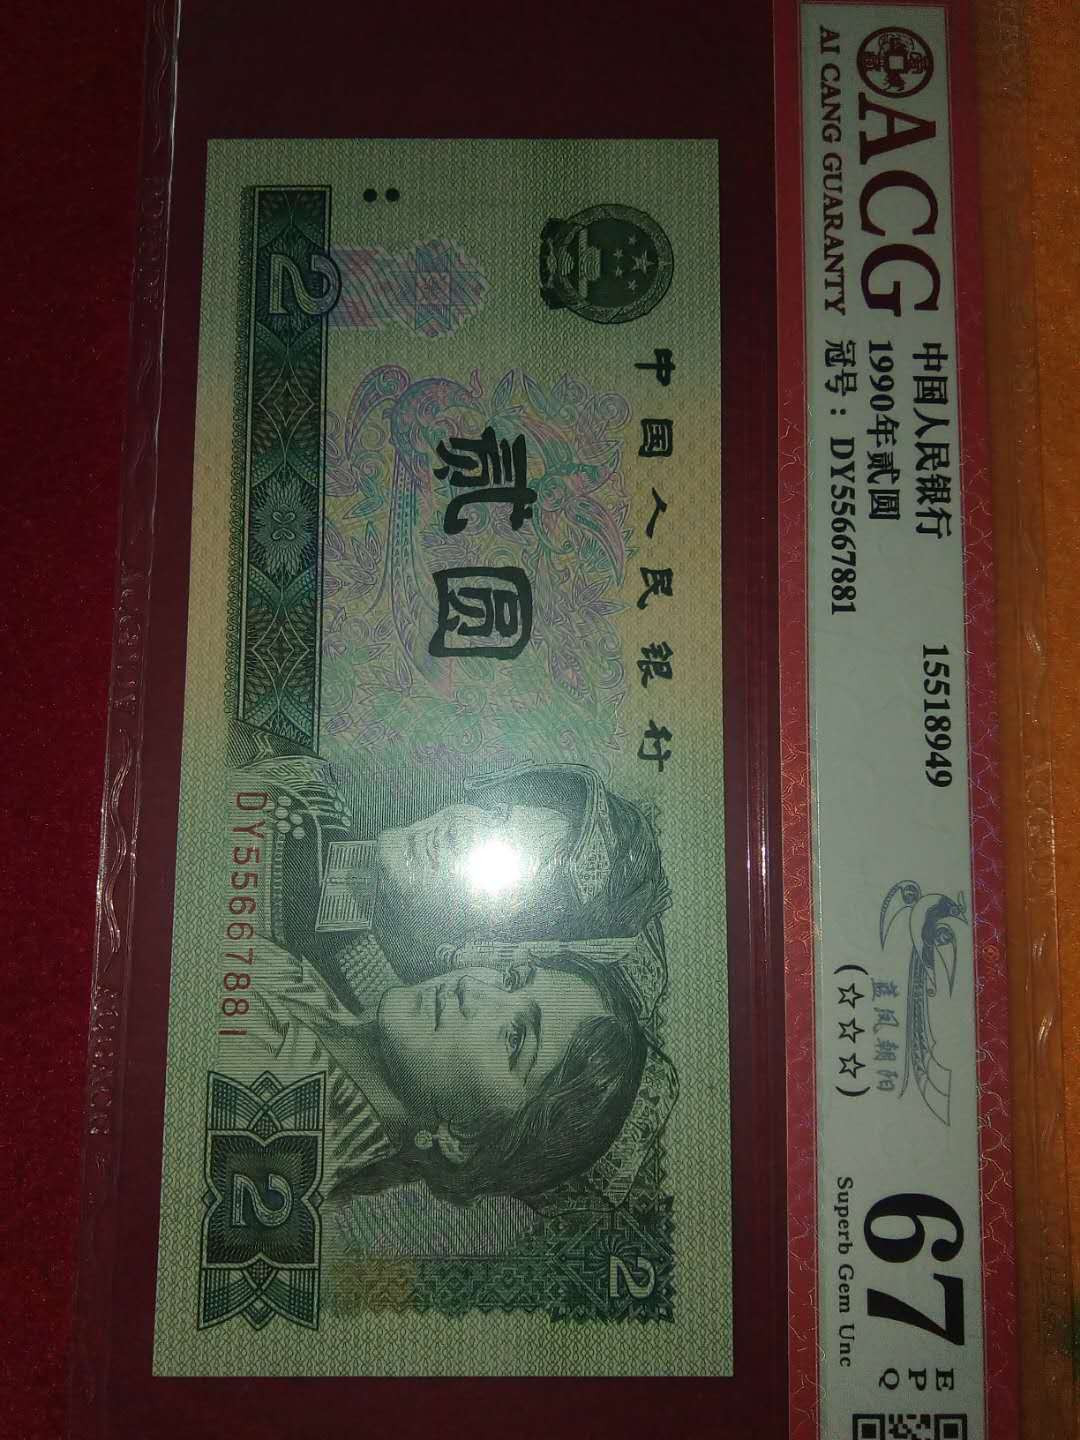 ACG
AI CANG GUARANTY
中国人民银行
1990年贰圆
冠号：DY55667881
15518949
蓝凤朝阳
(☆☆☆)
67
EPQ
Superb Gem Unc
中国人民银行
贰圆
2
DY55667881
2
2